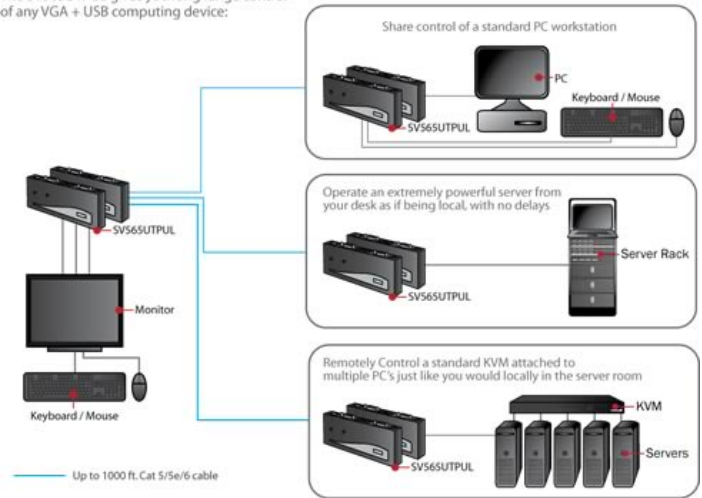 of any VGA + USB computing device:
Share control of a standard PC workstation
PC
Keyboard / Mouse
SV565UTPUL
SV565UTPUL
Monitor
Keyboard / Mouse
Operate an extremely powerful server from
your desk as if being local, with no delays
Server Rack
SV565UTPUL
Remotely Control a standard KVM attached to
multiple PC's just like you would locally in the server room
KVM
Servers
SV565UTPUL
Up to 1000 ft. Cat 5/5e/6 cable